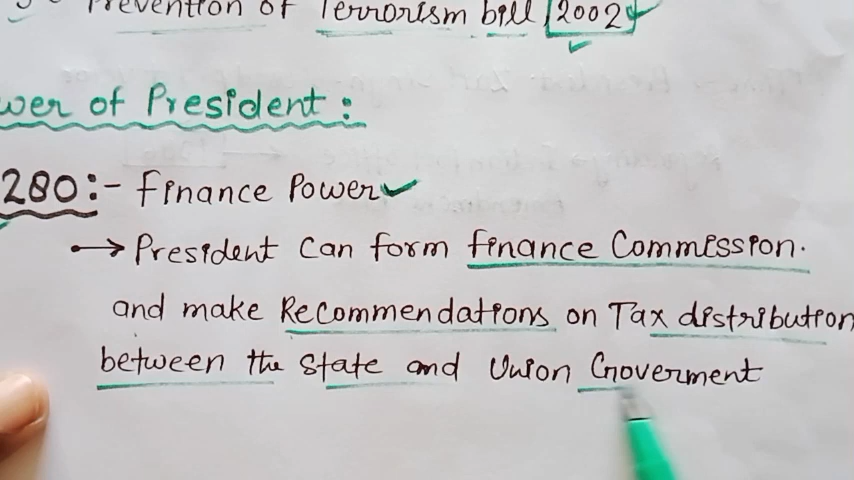 Prevention of Terrorism bill 2002
wer of President :
280:- Finance Power
→ President can form finance Commission.
and make Recommendations on Tax distribution
between the state and Union Goverment